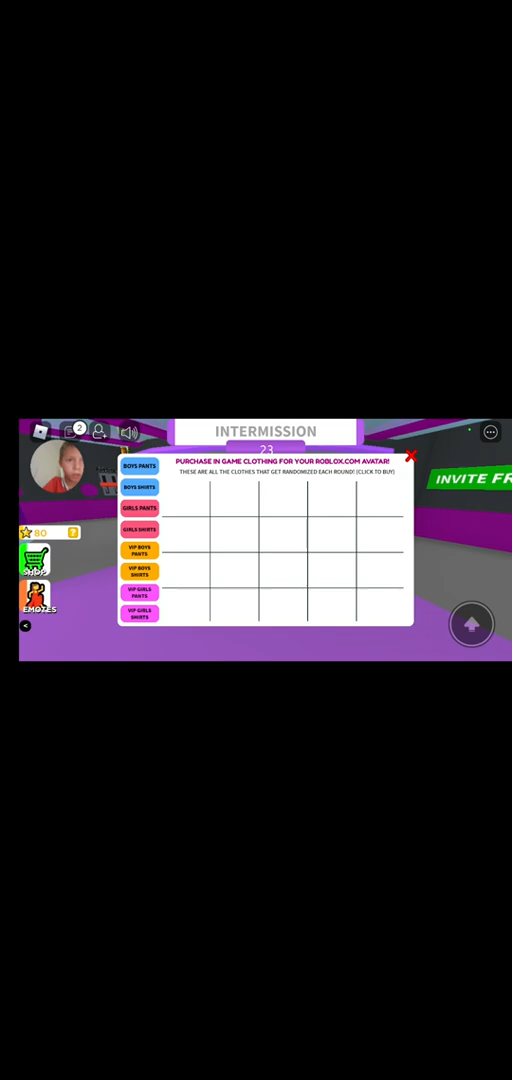 2
INTERMISSION
23
PURCHASE IN GAME CLOTHING FOR YOUR ROBLOX.COM AVATAR!
THESE ARE ALL THE CLOTHES THAT GET RANDOMIZED EACH ROUND! (CLICK TO BUY)
INVITE FR
BOYS PANTS
BOYS SHIRTS
GIRLS PANTS
GIRLS SHIRTS
VIP BOYS
PANTS
VIP BOYS
SHIRTS
VIP GIRLS
PANTS
VIP GIRLS
SHIRTS
80
SHOP
EMOTES
<